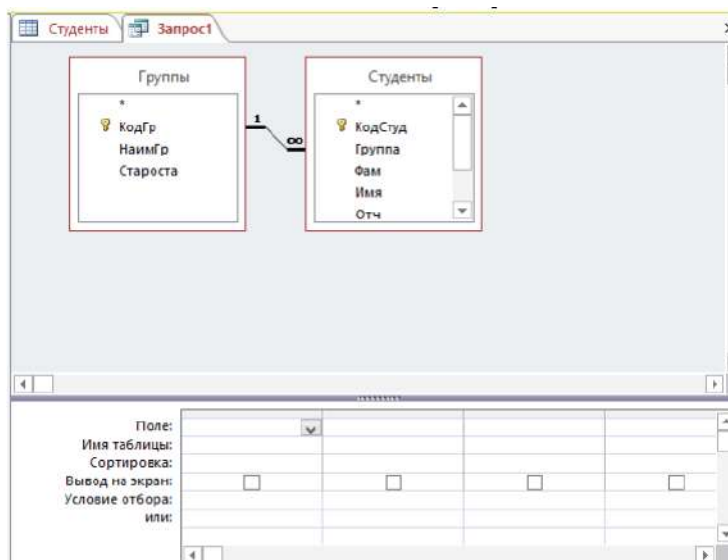 Студенты Запрос1
Группы Студенты
* *
КодГр 1 КодСтуд
НаимГр ∞ Группа
Староста Фам
Имя
Отч
Поле:
Имя таблицы:
Сортировка:
Вывод на экран:
Условие отбора:
или: